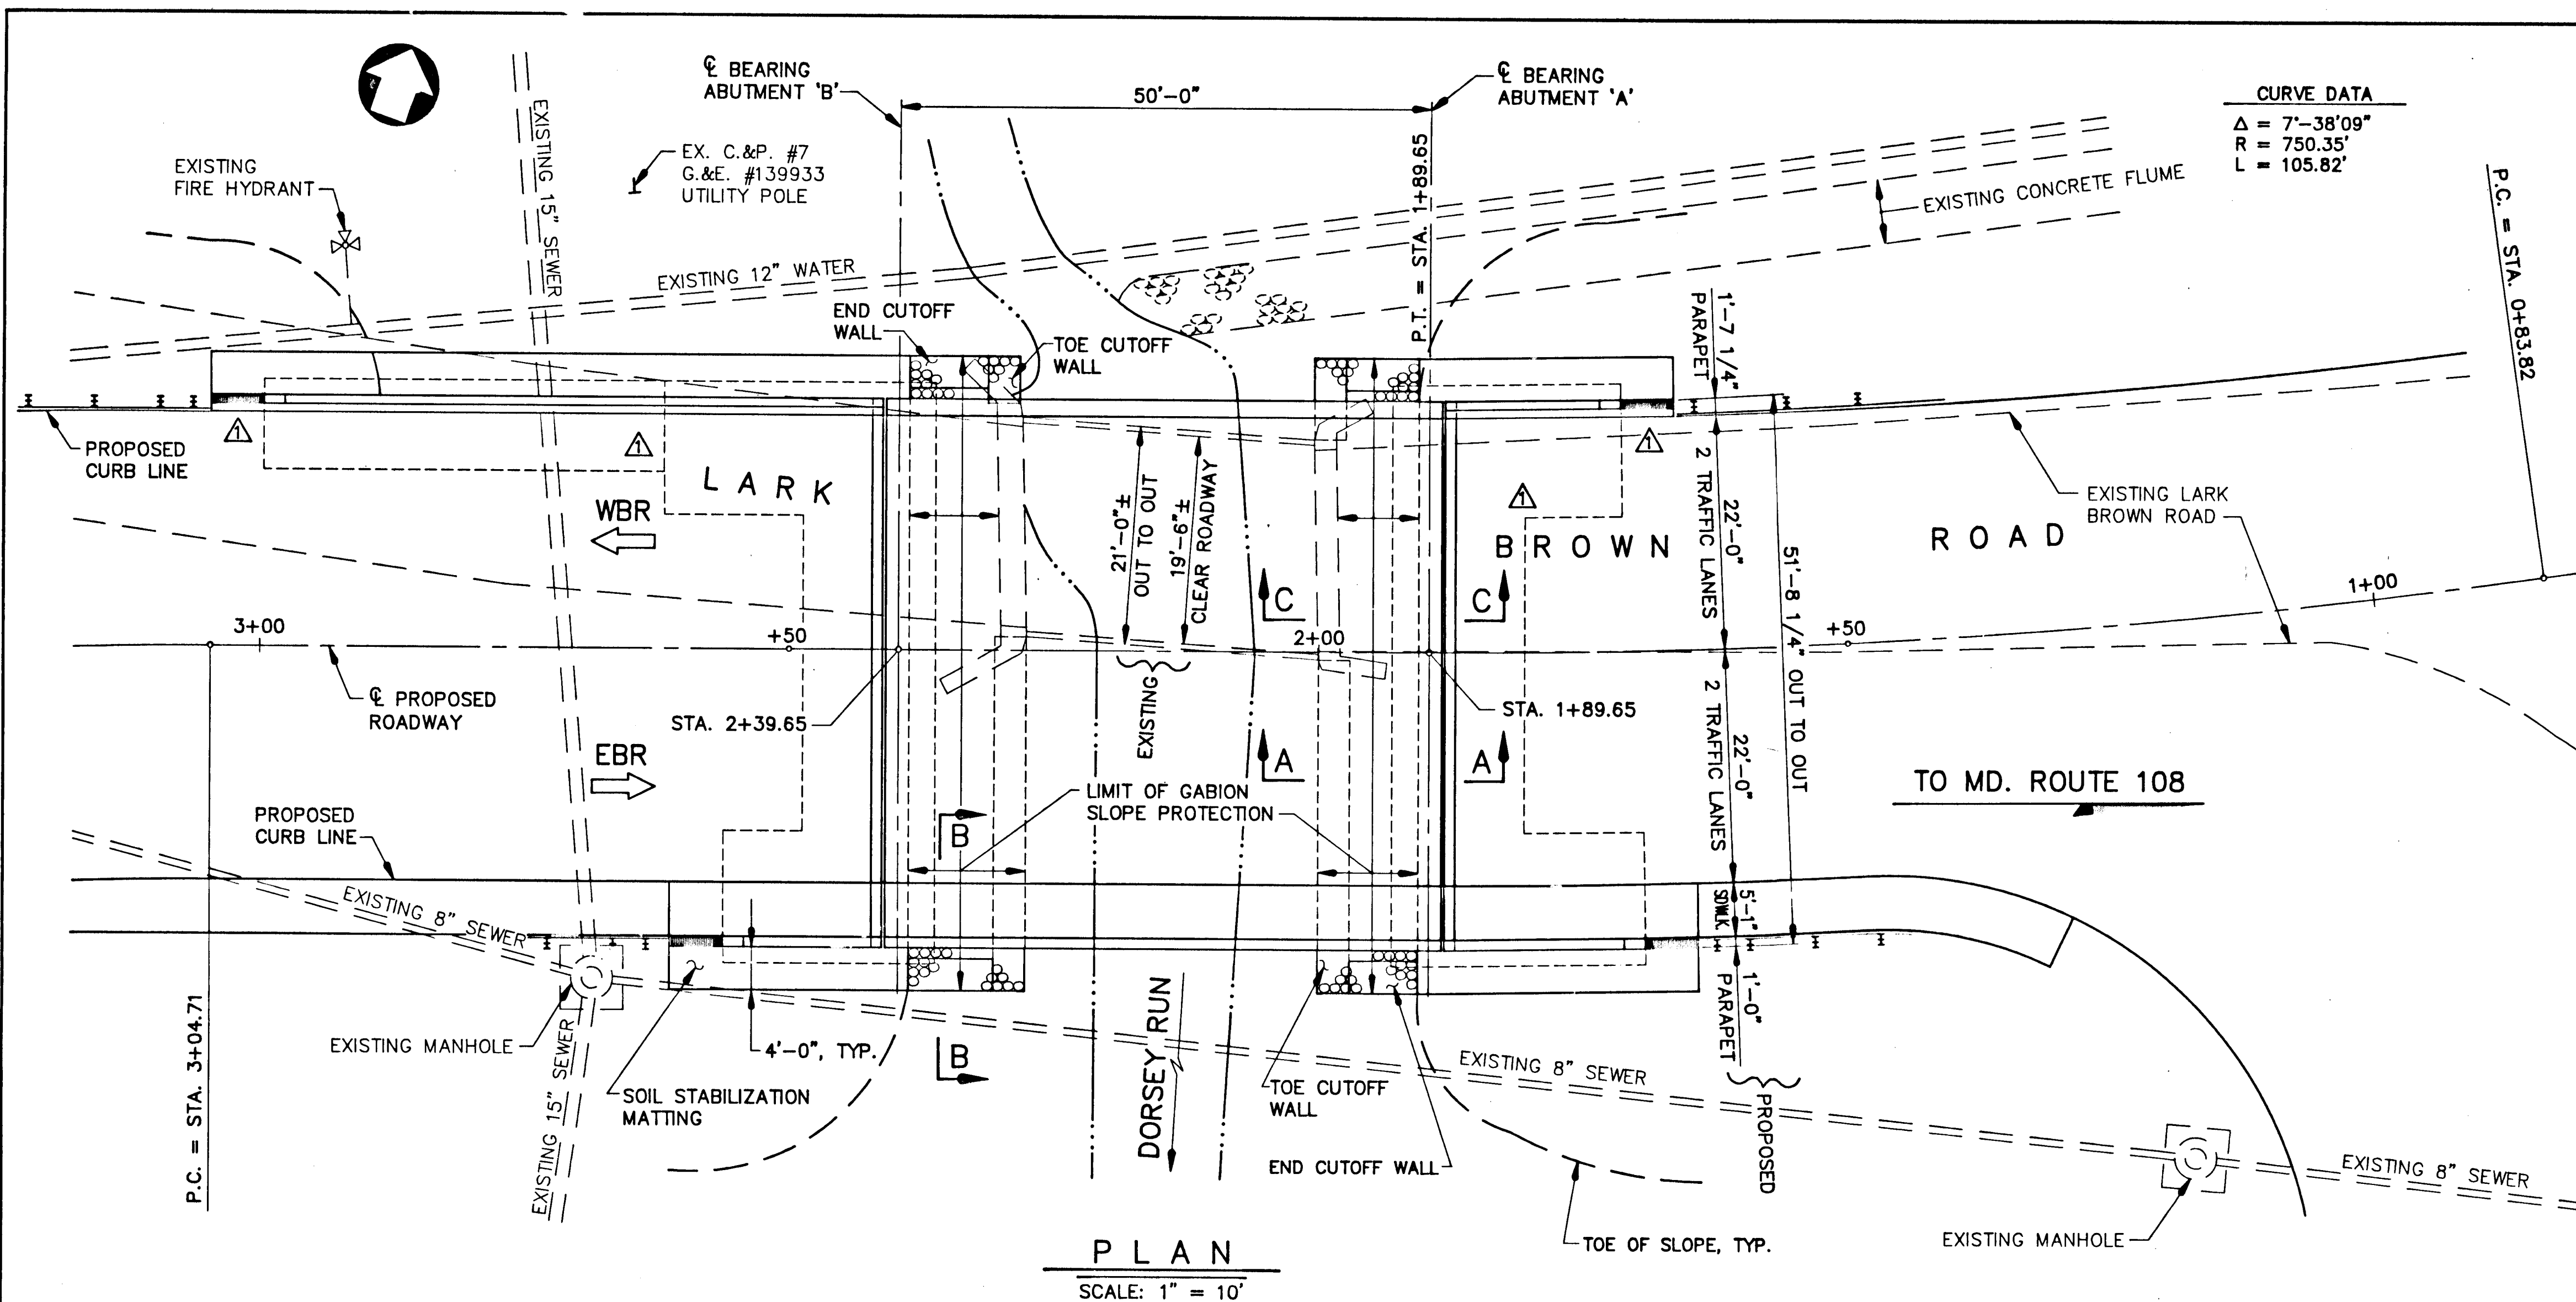 ℄ BEARING
ABUTMENT 'B'
50'-0"
℄ BEARING
ABUTMENT 'A'
CURVE DATA
Δ = 7°-38'09"
R = 750.35'
L = 105.82'
EXISTING
FIRE HYDRANT
EXISTING 15" SEWER
EX. C.&P. #7
G.&E. #139933
UTILITY POLE
P.T. = STA. 1+89.65
EXISTING CONCRETE FLUME
P.C. = STA. 0+83.82
EXISTING 12" WATER
END CUTOFF
WALL
TOE CUTOFF
WALL
1'-7 1/4"
PARAPET
PROPOSED
CURB LINE
1
1
1
1
LARK
BROWN
ROAD
WBR
21'-0"±
OUT TO OUT
19'-6"±
CLEAR ROADWAY
22'-0"
2 TRAFFIC LANES
51'-8 1/4" OUT TO OUT
EXISTING LARK
BROWN ROAD
C
C
3+00
+50
2+00
+50
1+00
℄ PROPOSED
ROADWAY
STA. 2+39.65
EXISTING
STA. 1+89.65
22'-0"
2 TRAFFIC LANES
A
A
EBR
TO MD. ROUTE 108
LIMIT OF GABION
SLOPE PROTECTION
PROPOSED
CURB LINE
B
EXISTING 8" SEWER
5'-1"
SDWLK
1'-0"
PARAPET
P.C. = STA. 3+04.71
EXISTING MANHOLE
4'-0", TYP.
B
DORSEY RUN
EXISTING 15" SEWER
SOIL STABILIZATION
MATTING
TOE CUTOFF
WALL
EXISTING 8" SEWER
PROPOSED
END CUTOFF WALL
EXISTING 8" SEWER
TOE OF SLOPE, TYP.
EXISTING MANHOLE
PLAN
SCALE: 1" = 10'